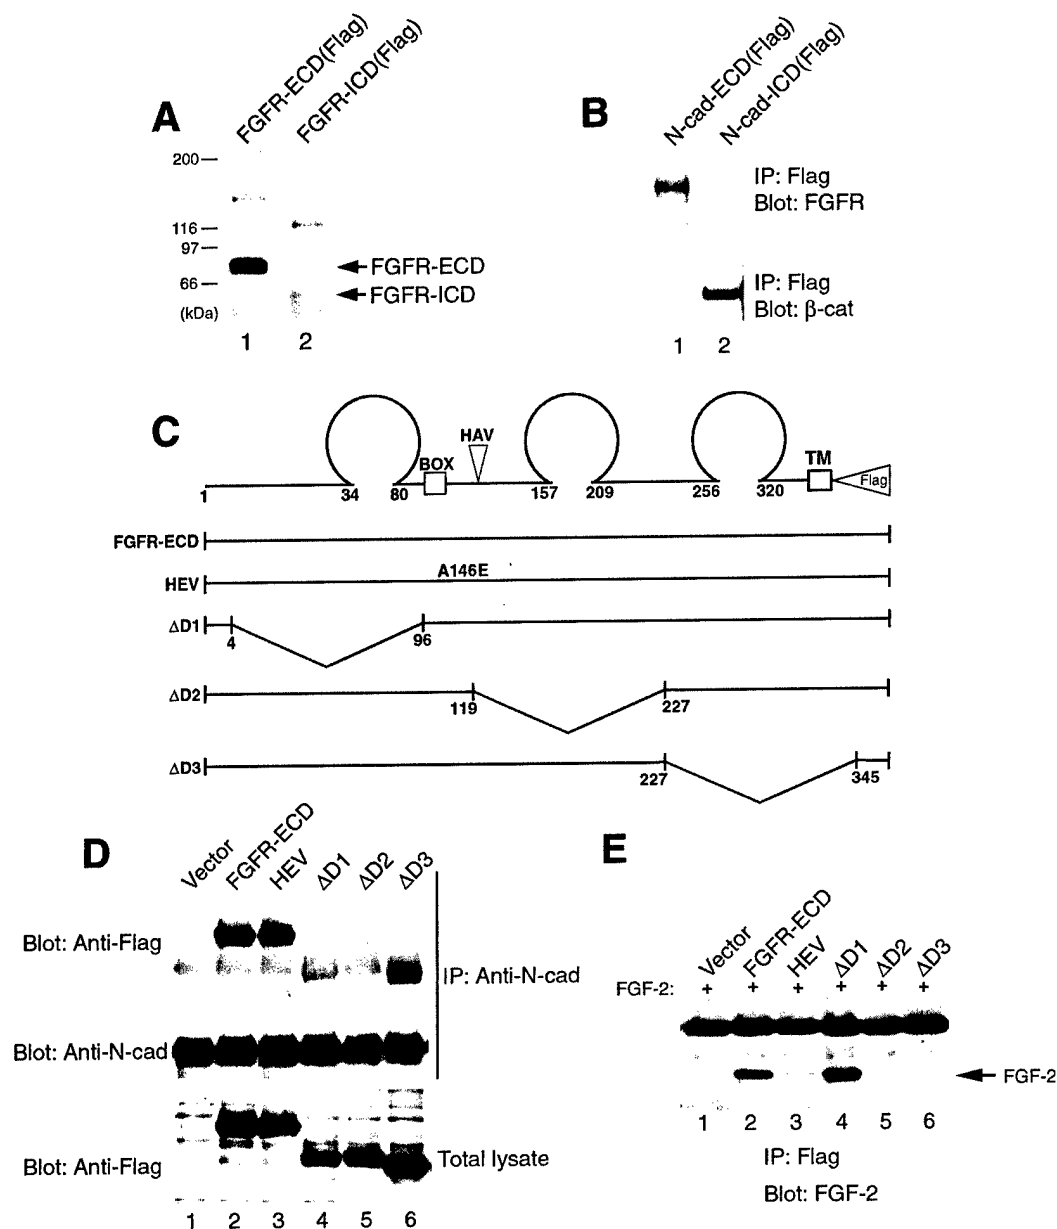 A
FGFR-ECD(Flag)
FGFR-ICD(Flag)
200
116
97
66
(kDa)
FGFR-ECD
FGFR-ICD
1 2
B
N-cad-ECD(Flag)
N-cad-ICD(Flag)
IP: Flag
Blot: FGFR
IP: Flag
Blot: β-cat
1 2
C
BOX
HAV
TM
Flag
1 34 80 157 209 256 320
FGFR-ECD
HEV A146E
ΔD1 4 96
ΔD2 119 227
ΔD3 227 345
D
Vector
FGFR-ECD
HEV
ΔD1
ΔD2
ΔD3
Blot: Anti-Flag
IP: Anti-N-cad
Blot: Anti-N-cad
Blot: Anti-Flag
Total lysate
1 2 3 4 5 6
E
Vector
FGFR-ECD
HEV
ΔD1
ΔD2
ΔD3
FGF-2: + + + + + +
FGF-2
1 2 3 4 5 6
IP: Flag
Blot: FGF-2